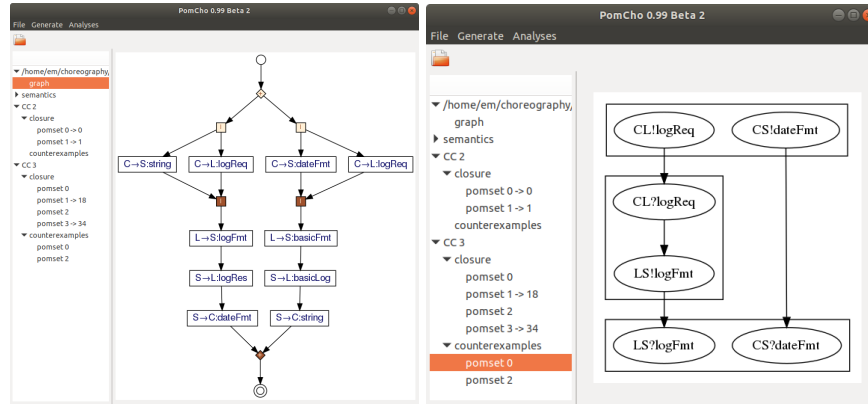 PomCho 0.99 Beta 2
File Generate Analyses
/home/em/choreography,
graph
semantics
CC 2
closure
pomset 0 -> 0
pomset 1 -> 1
counterexamples
CC 3
closure
pomset 0
pomset 1 -> 18
pomset 2
pomset 3 -> 34
counterexamples
pomset 0
pomset 2
+
| |
C→S:string C→L:logReq C→S:dateFmt C→L:logReq
| |
L→S:logFmt L→S:basicFmt
S→L:logRes S→L:basicLog
S→C:dateFmt S→C:string
+
PomCho 0.99 Beta 2
File Generate Analyses
/home/em/choreography,
graph
semantics
CC 2
closure
pomset 0 -> 0
pomset 1 -> 1
counterexamples
CC 3
closure
pomset 0
pomset 1 -> 18
pomset 2
pomset 3 -> 34
counterexamples
pomset 0
pomset 2
CL!logReq CS!dateFmt
CL?logReq
LS!logFmt
LS?logFmt CS?dateFmt